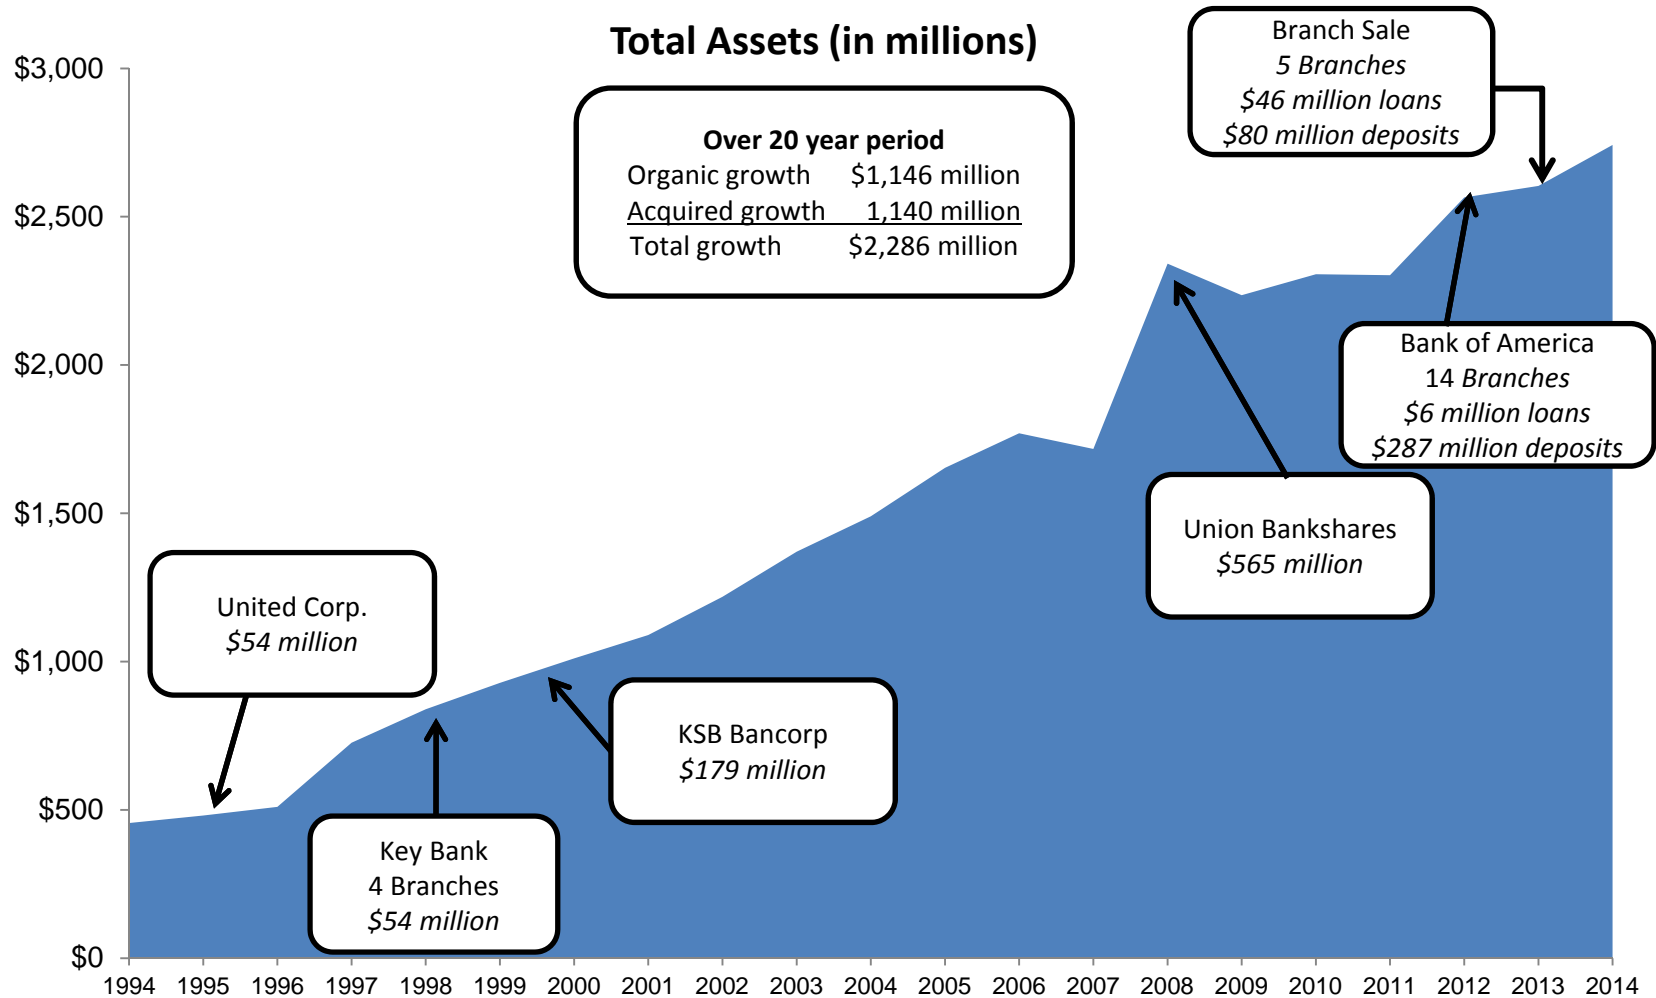 Total Assets (in millions)
Branch Sale
5 Branches
$46 million loans
$80 million deposits
Over 20 year period
Organic growth $1,146 million
Acquired growth 1,140 million
Total growth $2,286 million
$3,000
$2,500
$2,000
$1,500
$1,000
$500
$0
Bank of America
14 Branches
$6 million loans
$287 million deposits
Union Bankshares
$565 million
United Corp.
$54 million
KSB Bancorp
$179 million
Key Bank
4 Branches
$54 million
1994 1995 1996 1997 1998 1999 2000 2001 2002 2003 2004 2005 2006 2007 2008 2009 2010 2011 2012 2013 2014